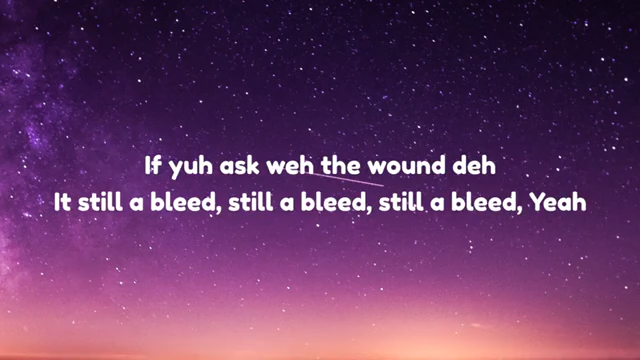 If yuh ask weh the wound deh
It still a bleed, still a bleed, still a bleed, Yeah